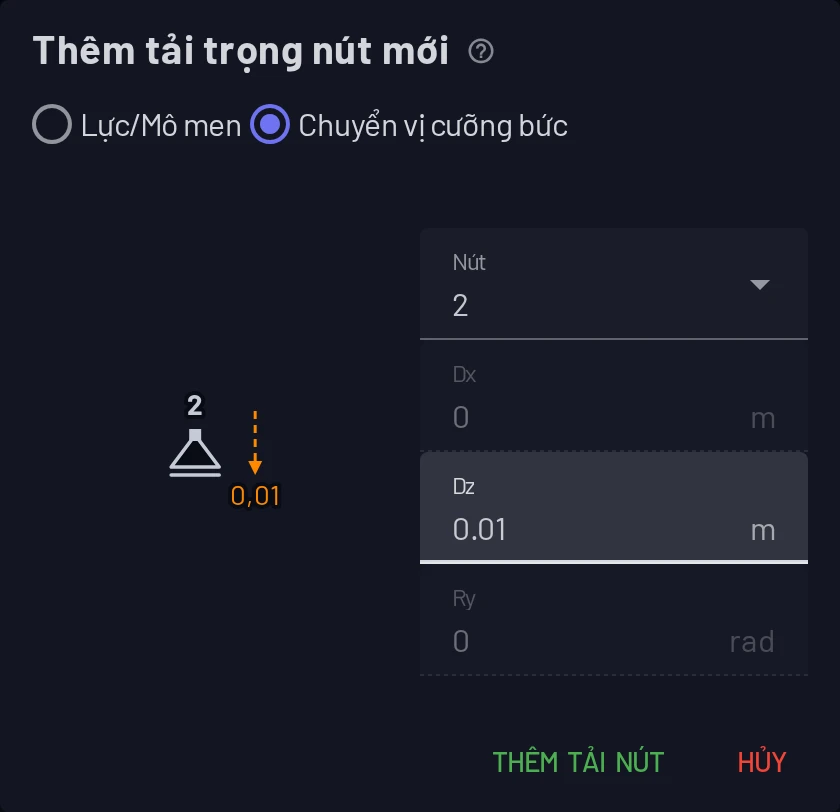 Thêm tải trọng nút mới ?
Lực/Mô men Chuyển vị cưỡng bức
Nút
2
Dx
0 m
2
Dz
0,01
0.01 m
Ry
0 rad
THÊM TẢI NÚT HỦY